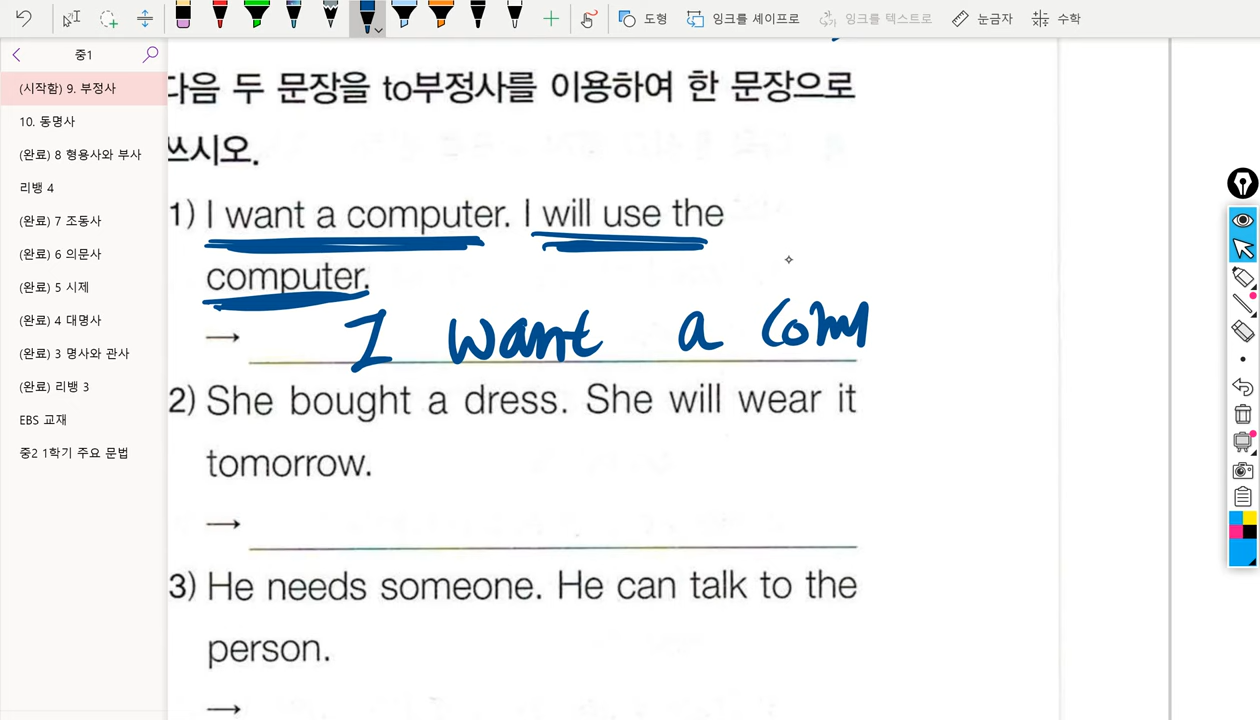 도형
잉크를 셰이프로
잉크를 텍스트로
눈금자
수학
중1
(시작함) 9. 부정사
10. 동명사
(완료) 8 형용사와 부사
리뱅 4
(완료) 7 조동사
(완료) 6 의문사
(완료) 5 시제
(완료) 4 대명사
(완료) 3 명사와 관사
(완료) 리뱅 3
EBS 교재
중2 1학기 주요 문법
다음 두 문장을 to부정사를 이용하여 한 문장으로
쓰시오.
1) I want a computer. I will use the
computer.
→ I want a com
2) She bought a dress. She will wear it
tomorrow.
→
3) He needs someone. He can talk to the
person.
→